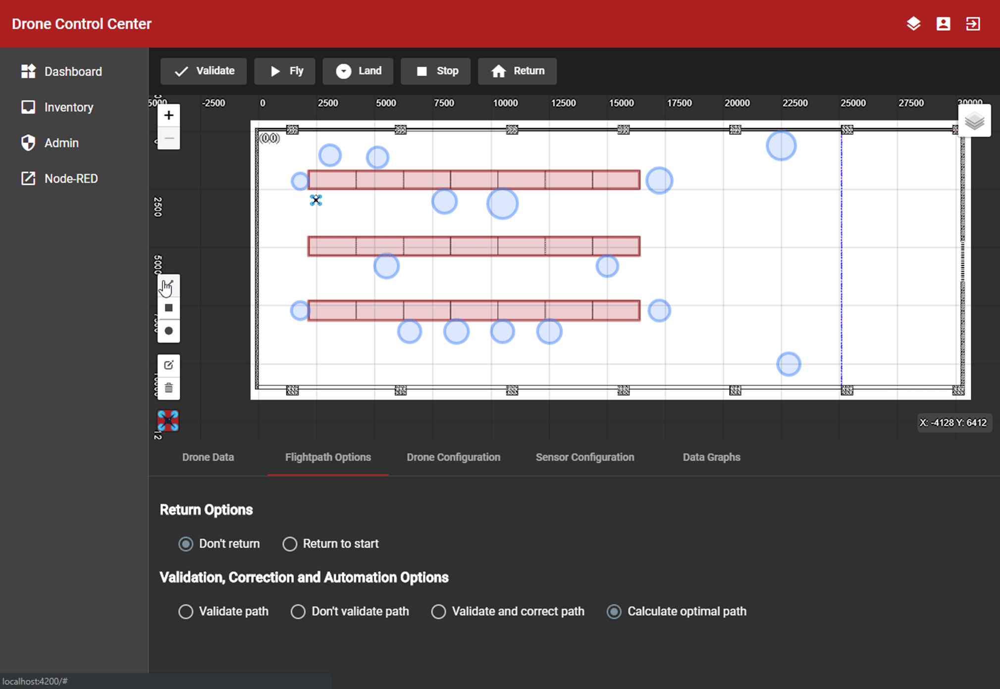 Drone Control Center
Dashboard
Inventory
Admin
Node-RED
Validate Fly Land Stop Return
5000 -2500 0 2500 5000 7500 10000 12500 15000 17500 20000 22500 25000 27500 30000
+
(0,0)
2500
5000
7500
10000
12
X: -4128 Y: 6412
Drone Data Flightpath Options Drone Configuration Sensor Configuration Data Graphs
Return Options
Don't return Return to start
Validation, Correction and Automation Options
Validate path Don't validate path Validate and correct path Calculate optimal path
localhost:4200/#